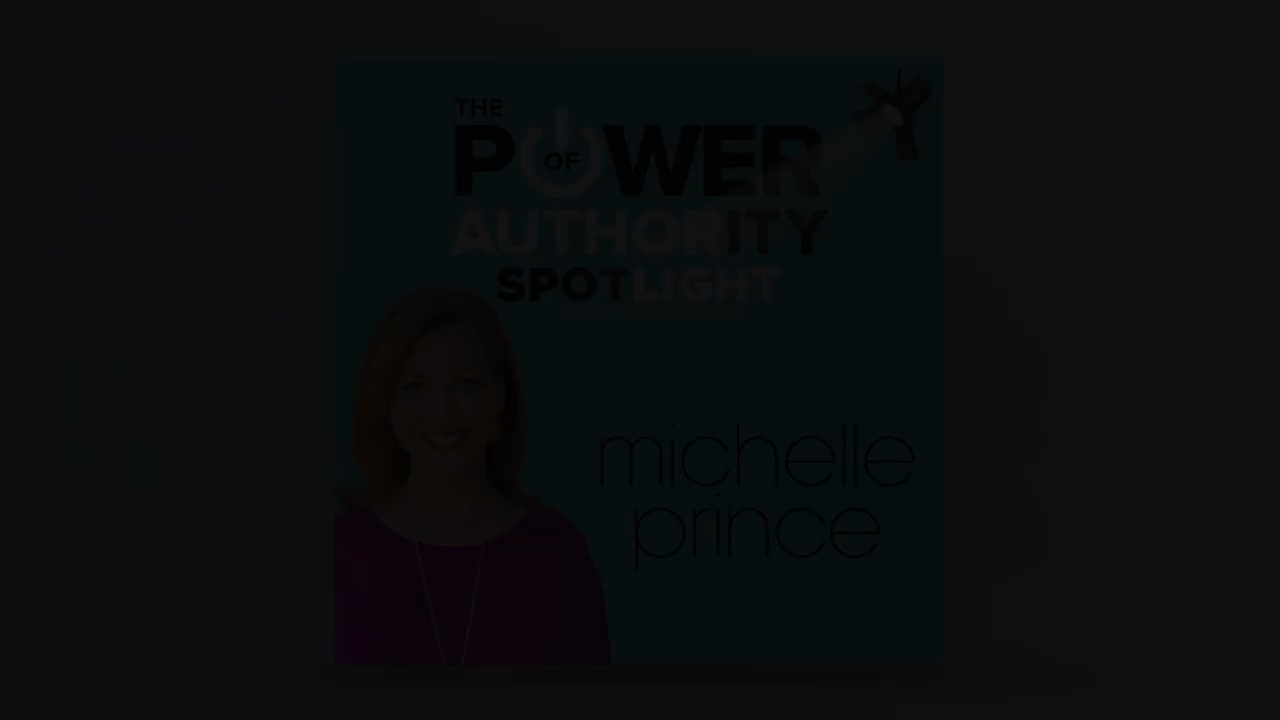 THE
POWER
OF
AUTHORITY
SPOTLIGHT
michelle
prince